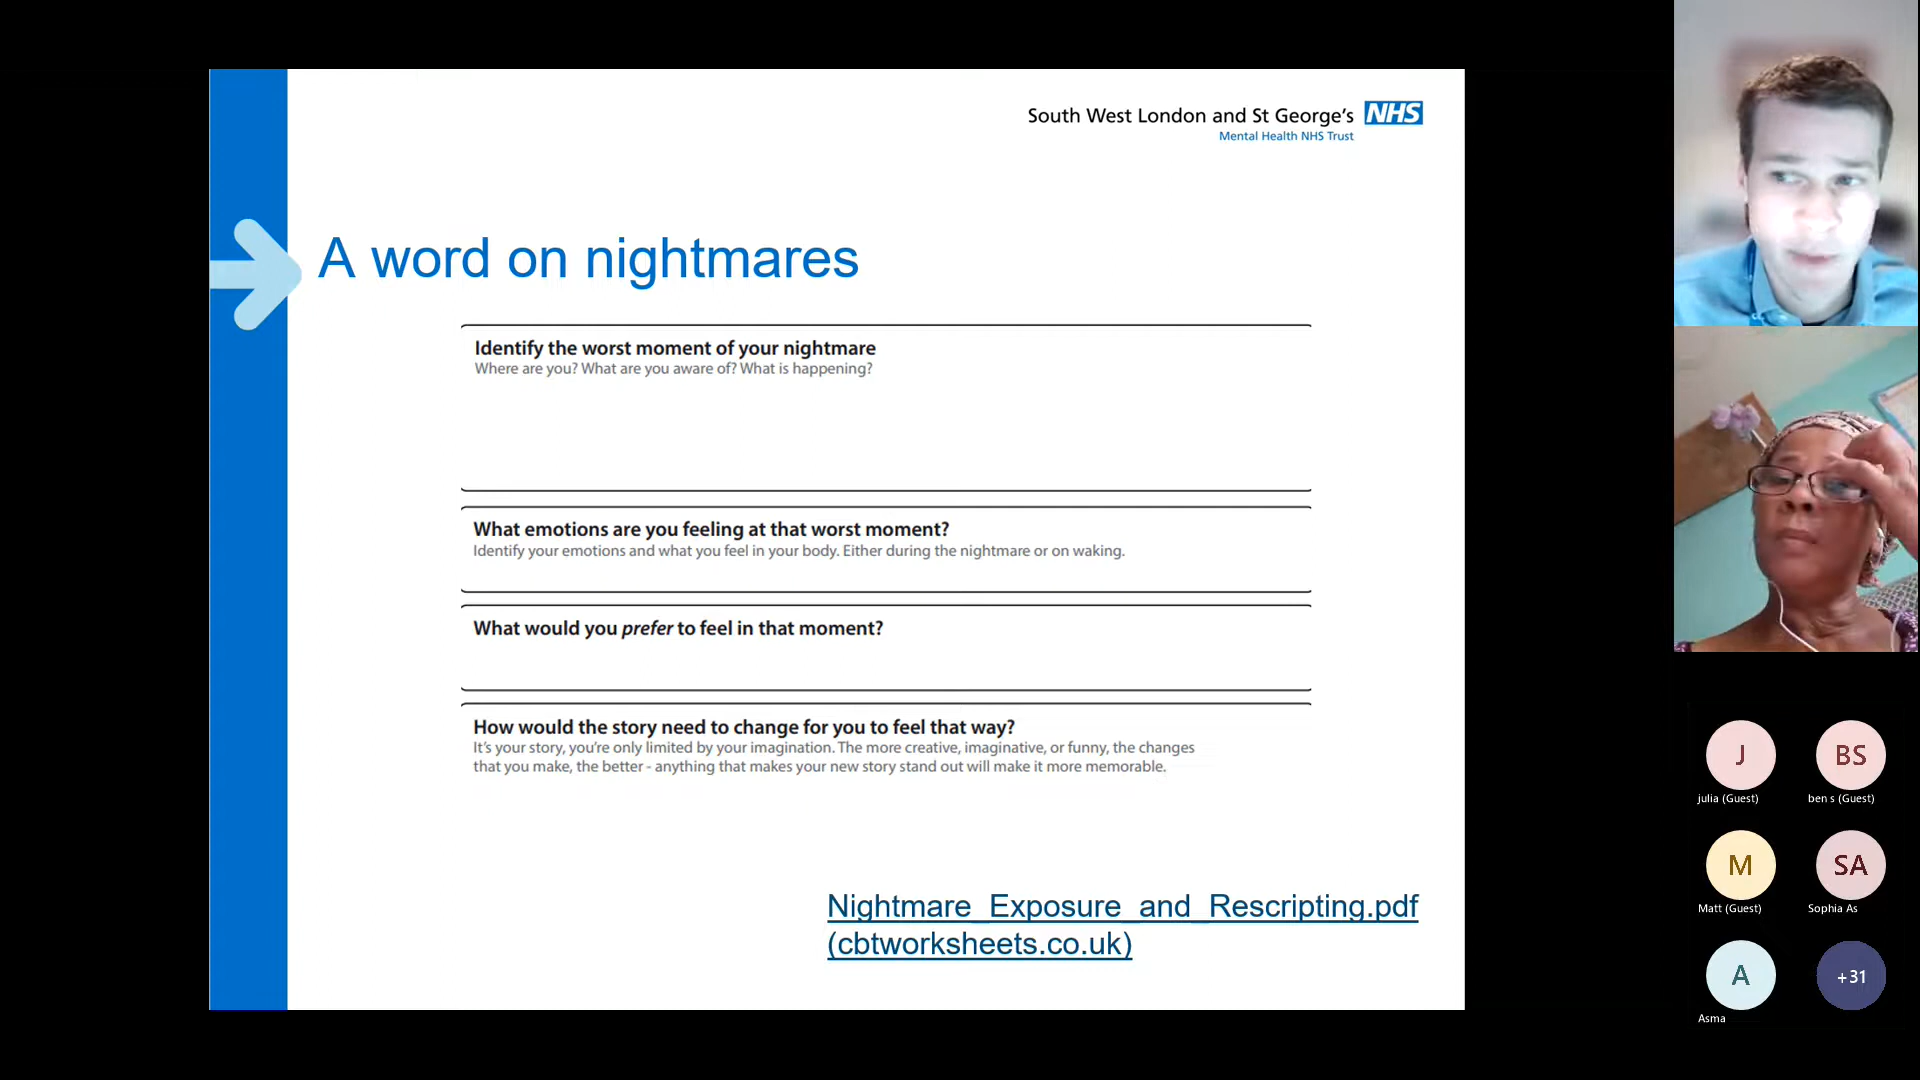 South West London and St George's NHS
Mental Health NHS Trust
A word on nightmares
Identify the worst moment of your nightmare
Where are you? What are you aware of? What is happening?
What emotions are you feeling at that worst moment?
Identify your emotions and what you feel in your body. Either during the nightmare or on waking.
What would you prefer to feel in that moment?
How would the story need to change for you to feel that way?
It's your story, you're only limited by your imagination. The more creative, imaginative, or funny, the changes
that you make, the better - anything that makes your new story stand out will make it more memorable.
Nightmare_Exposure_and_Rescripting.pdf
(cbtworksheets.co.uk)
J
BS
julia (Guest)
ben s (Guest)
M
SA
Matt (Guest)
Sophia As
A
+31
Asma